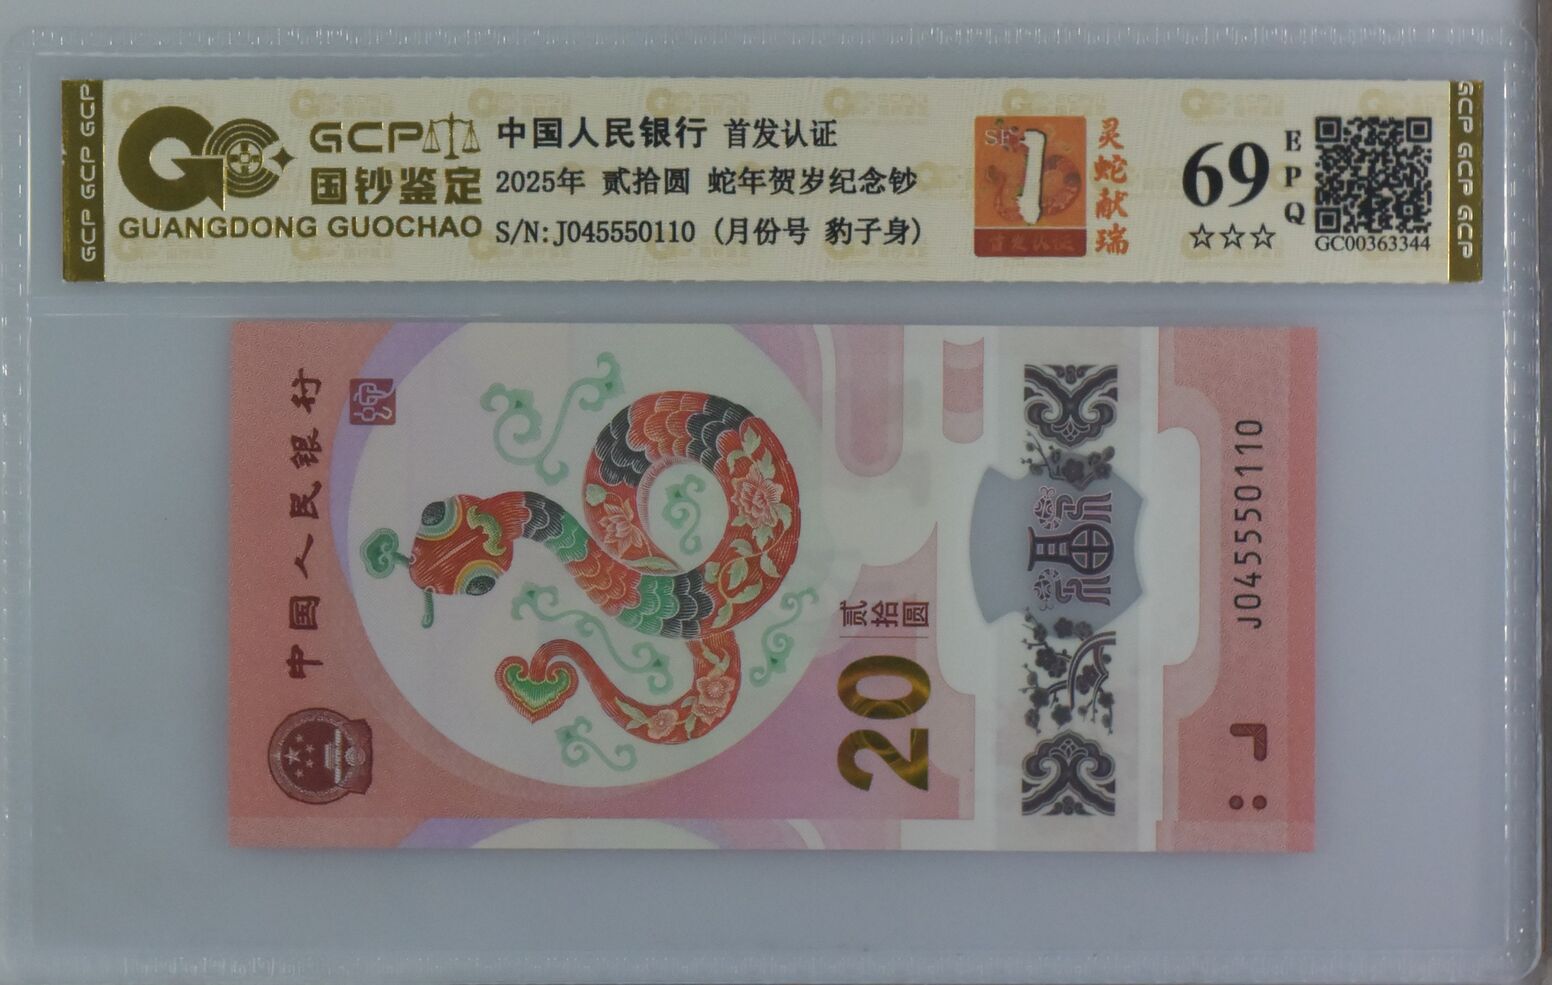 GCP GCP GCP
GCP
国钞鉴定
GUANGDONG GUOCHAO
中国人民银行 首发认证
2025年 贰拾圆 蛇年贺岁纪念钞
S/N:J045550110 (月份号 豹子身)
1
首发认证
灵蛇献瑞
69
EPQ
☆☆☆
GC00363344
GCP GCP GCP
中国人民银行
贰拾圆
20
J045550110